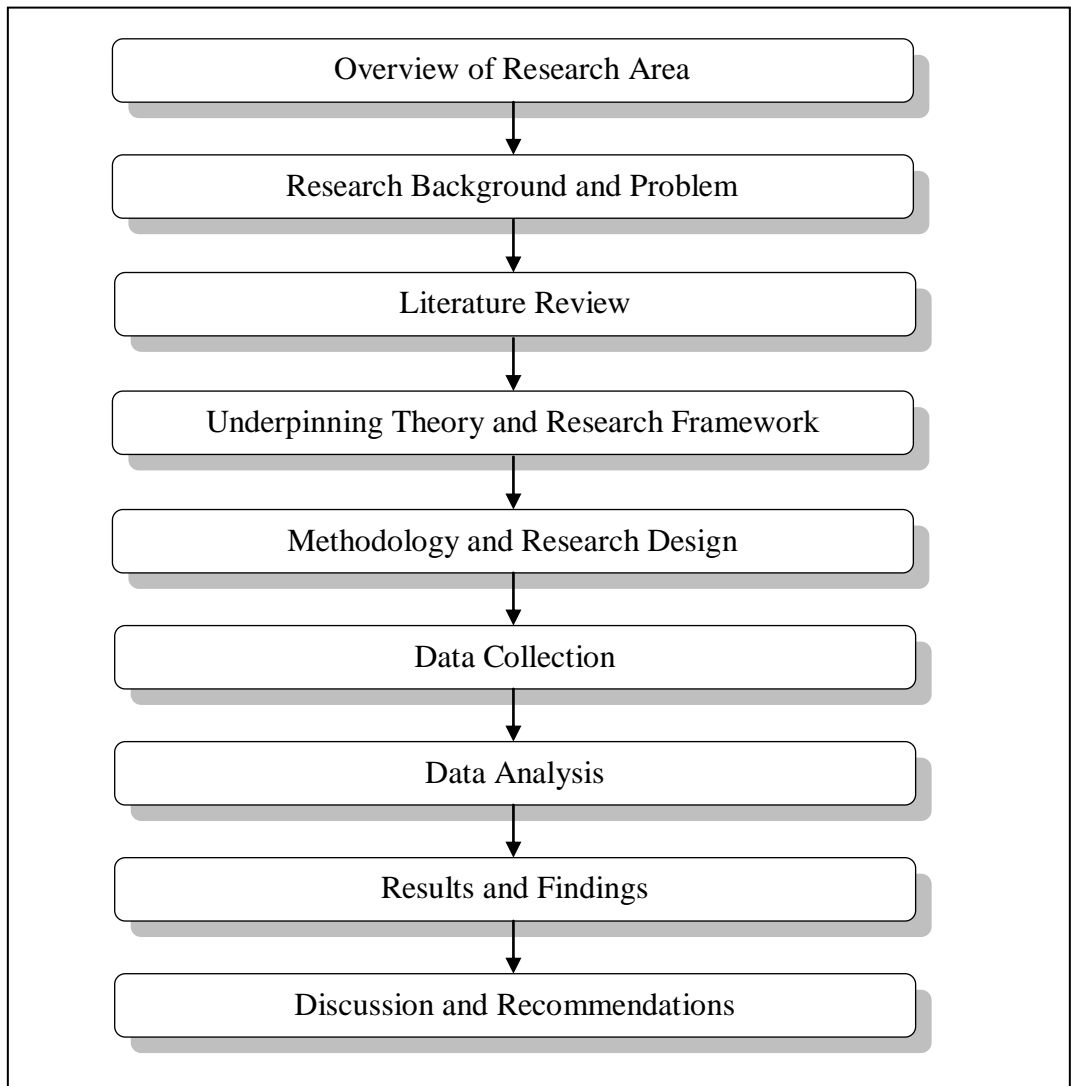 Overview of Research Area
Research Background and Problem
Literature Review
Underpinning Theory and Research Framework
Methodology and Research Design
Data Collection
Data Analysis
Results and Findings
Discussion and Recommendations